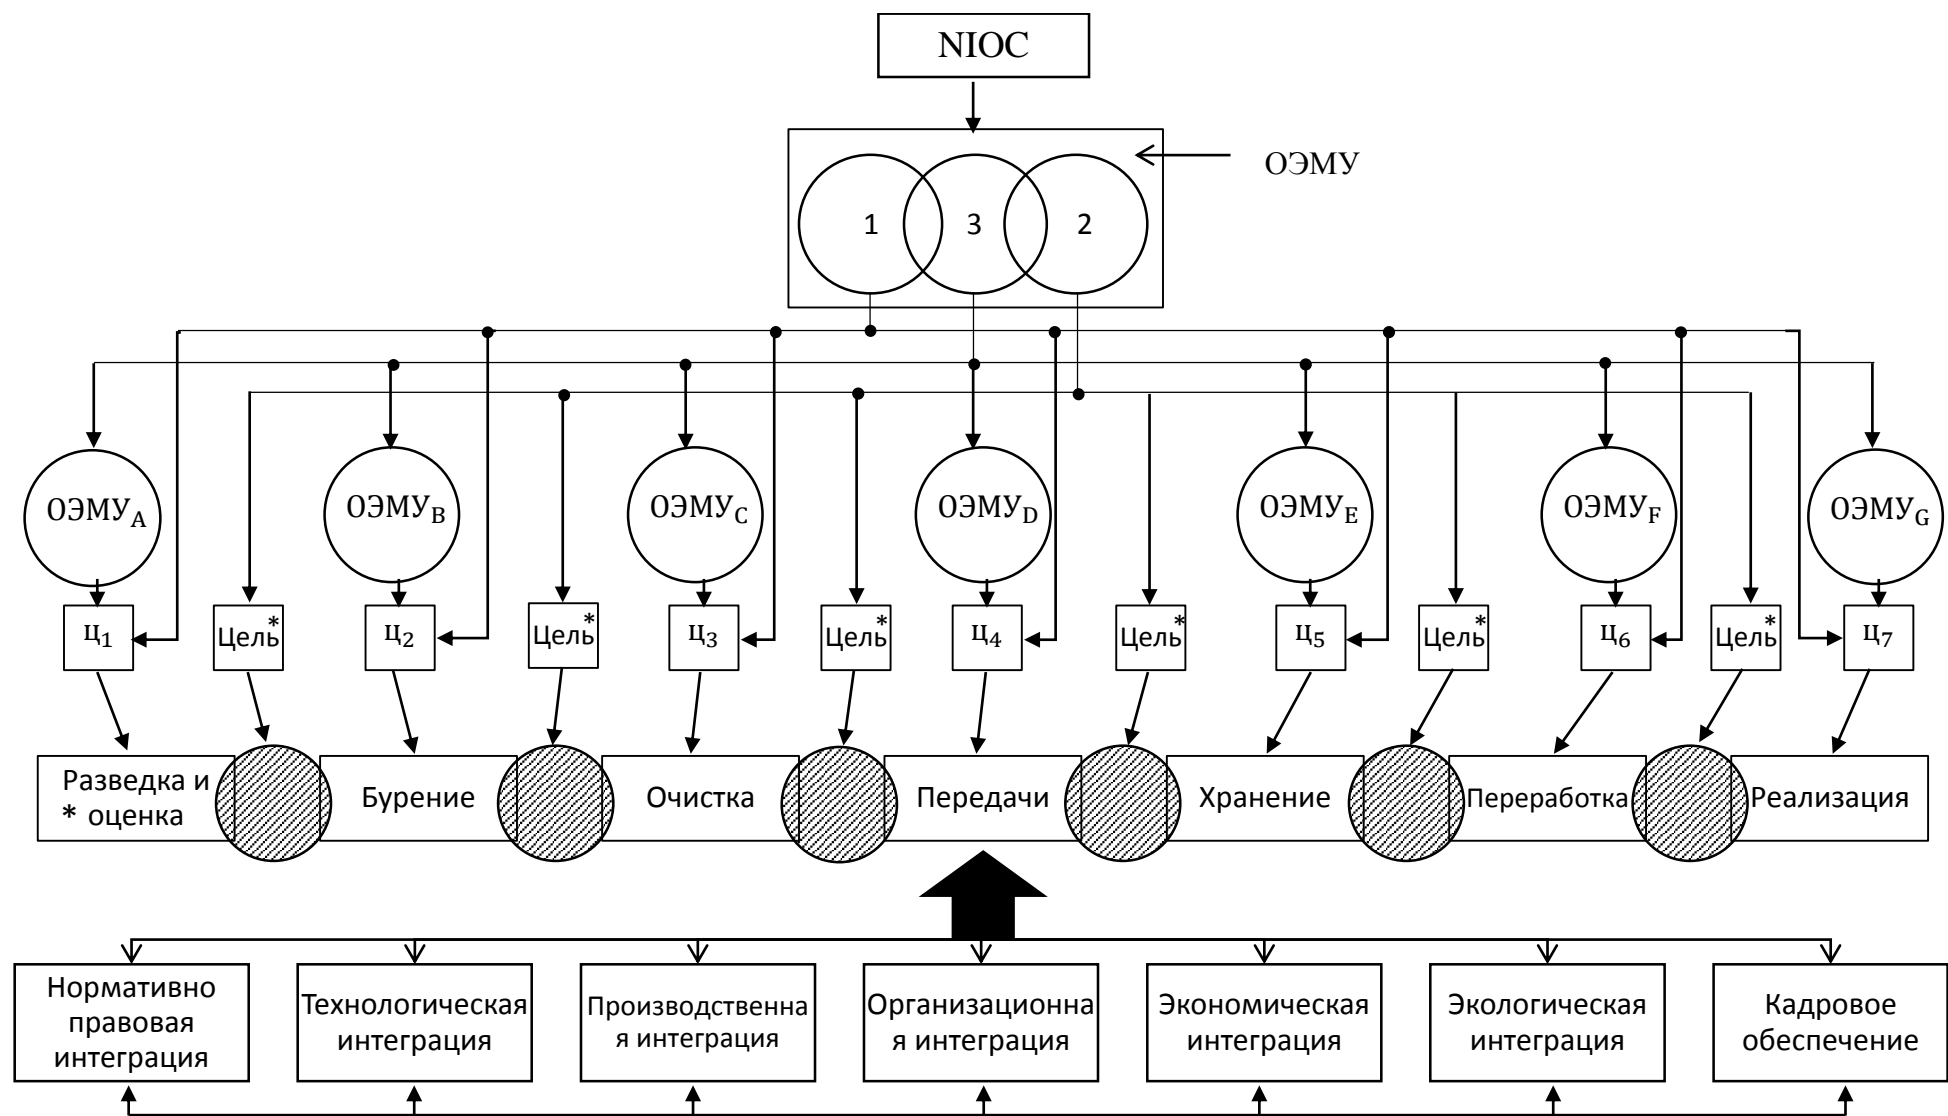 NIOC
ОЭМУ
1
3
2
ОЭМУA
ОЭМУB
ОЭМУC
ОЭМУD
ОЭМУE
ОЭМУF
ОЭМУG
ц1
Цель*
ц2
Цель*
ц3
Цель*
ц4
Цель*
ц5
Цель*
ц6
Цель*
ц7
Разведка и
* оценка
Бурение
Очистка
Передачи
Хранение
Переработка
Реализация
Нормативно
правовая
интеграция
Технологическая
интеграция
Производственна
я интеграция
Организационна
я интеграция
Экономическая
интеграция
Экологическая
интеграция
Кадровое
обеспечение